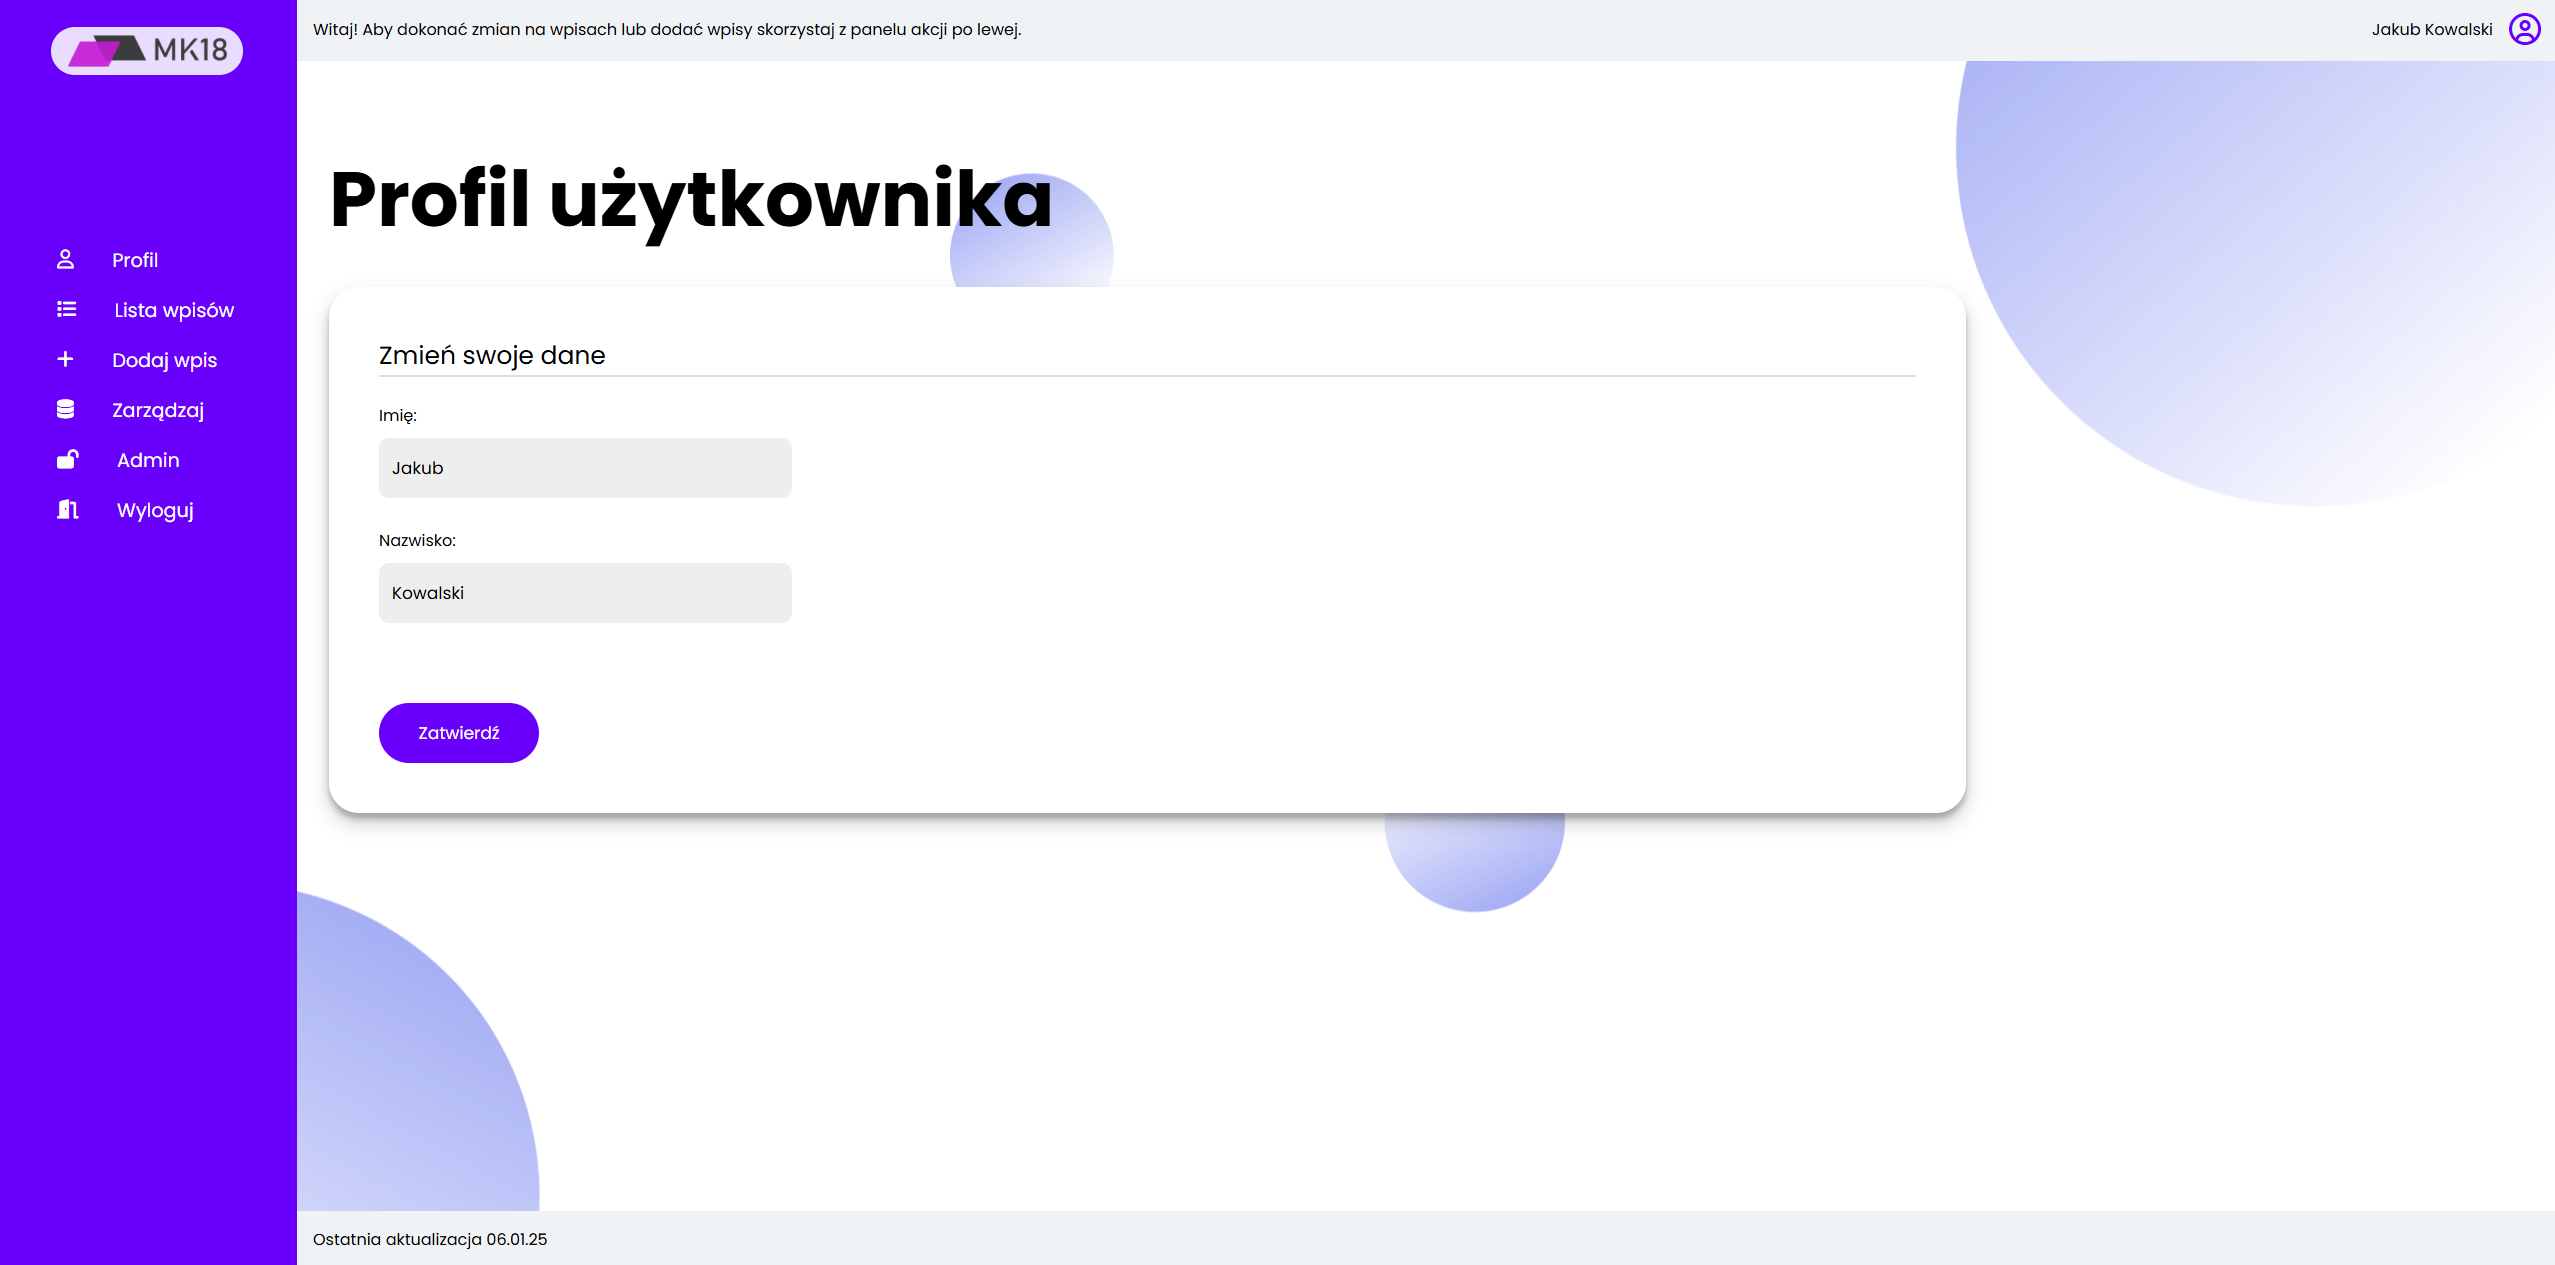 MK18
Witaj! Aby dokonać zmian na wpisach lub dodać wpisy skorzystaj z panelu akcji po lewej.
Jakub Kowalski
Profil
Lista wpisów
Dodaj wpis
Zarządzaj
Admin
Wyloguj
Profil użytkownika
Zmień swoje dane
Imię:
Jakub
Nazwisko:
Kowalski
Zatwierdź
Ostatnia aktualizacja 06.01.25